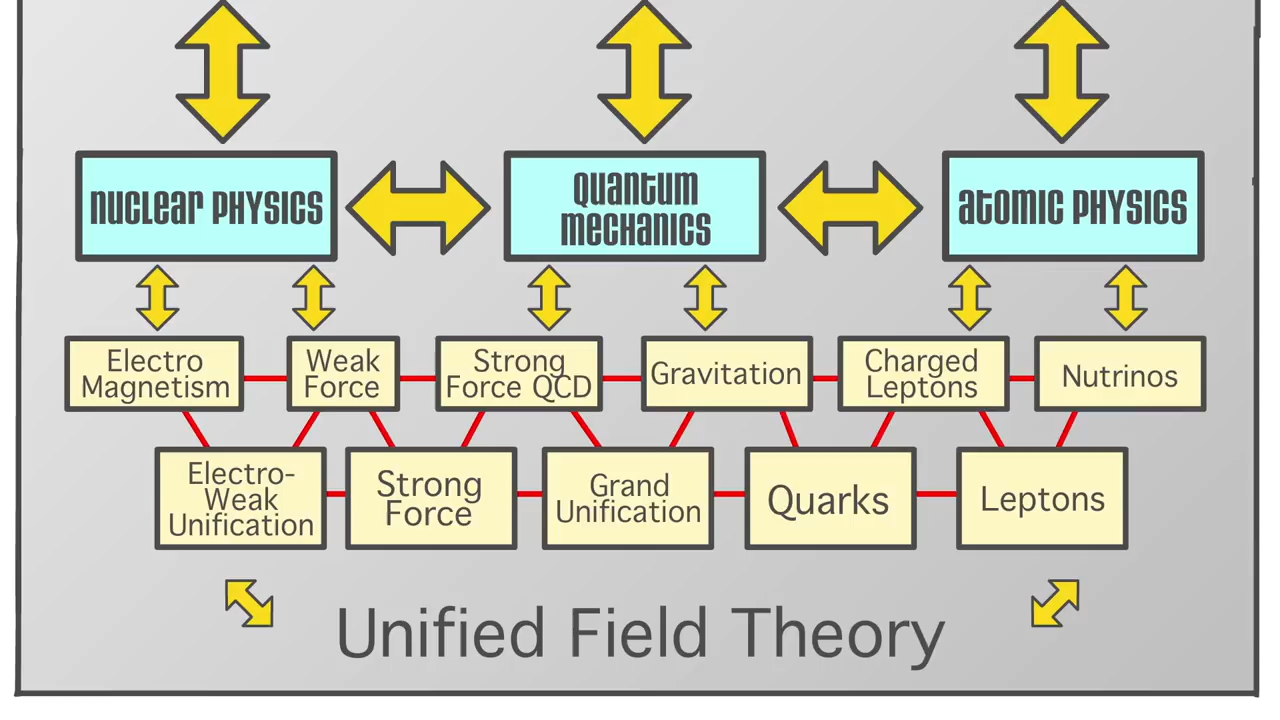 NUCLEAR PHYSICS
QUANTUM
MECHANICS
ATOMIC PHYSICS
Electro
Magnetism
Weak
Force
Strong
Force QCD
Gravitation
Charged
Leptons
Nutrinos
Electro-
Weak
Unification
Strong
Force
Grand
Unification
Quarks
Leptons
Unified Field Theory